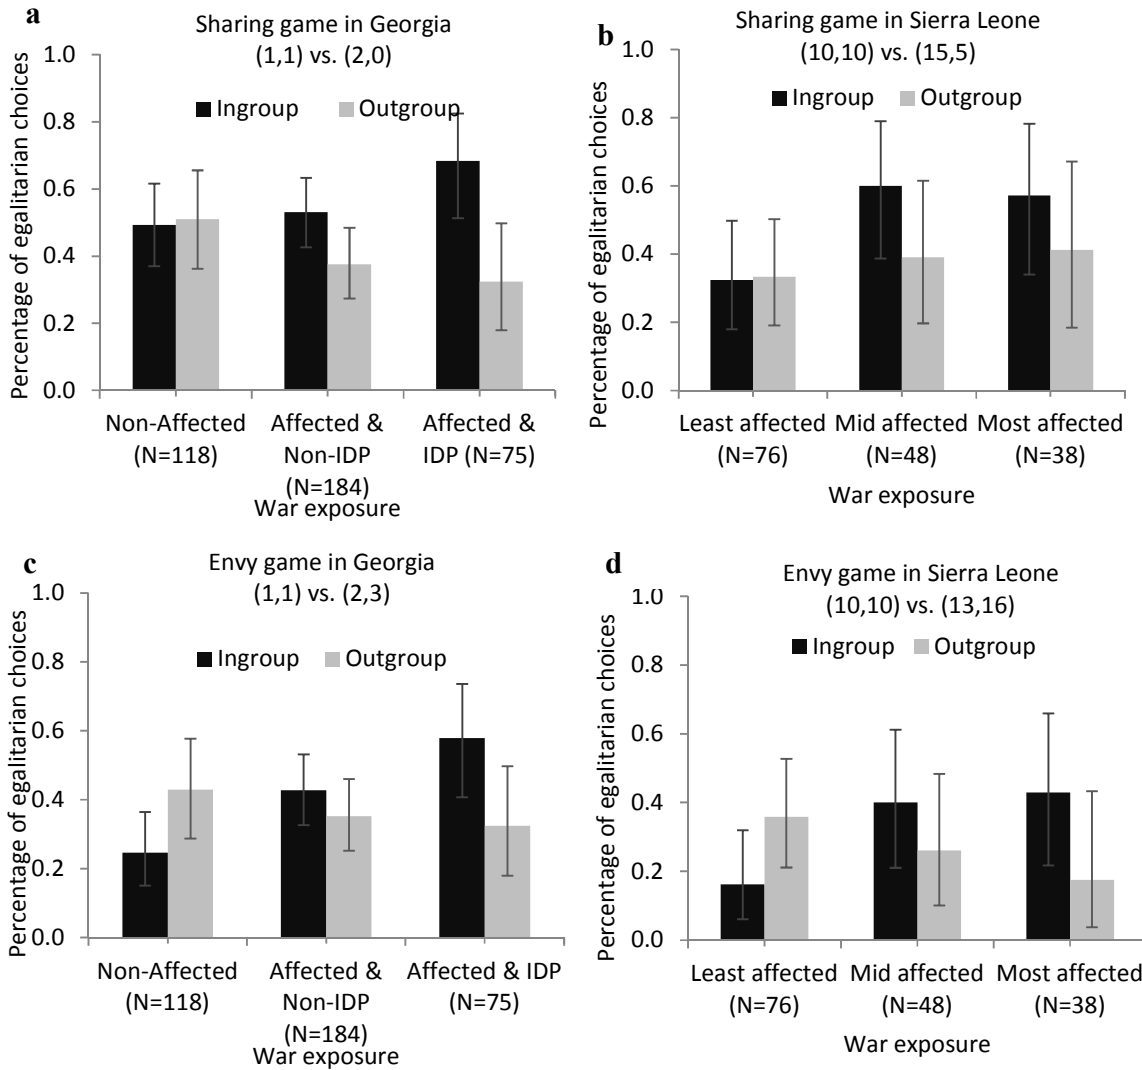 a
Sharing game in Georgia
(1,1) vs. (2,0)
Percentage of egalitarian choices
1.0
0.8
0.6
0.4
0.2
0.0
Ingroup
Outgroup
Non-Affected
(N=118)
Affected &
Non-IDP
(N=184)
Affected &
IDP (N=75)
War exposure
b
Sharing game in Sierra Leone
(10,10) vs. (15,5)
Percentage of egalitarian choices
1.0
0.8
0.6
0.4
0.2
0.0
Ingroup
Outgroup
Least affected
(N=76)
Mid affected
(N=48)
Most affected
(N=38)
War exposure
c
Envy game in Georgia
(1,1) vs. (2,3)
Percentage of egalitarian choices
1.0
0.8
0.6
0.4
0.2
0.0
Ingroup
Outgroup
Non-Affected
(N=118)
Affected &
Non-IDP
(N=184)
Affected & IDP
(N=75)
War exposure
d
Envy game in Sierra Leone
(10,10) vs. (13,16)
Percentage of egalitarian choices
1.0
0.8
0.6
0.4
0.2
0.0
Ingroup
Outgroup
Least affected
(N=76)
Mid affected
(N=48)
Most affected
(N=38)
War exposure